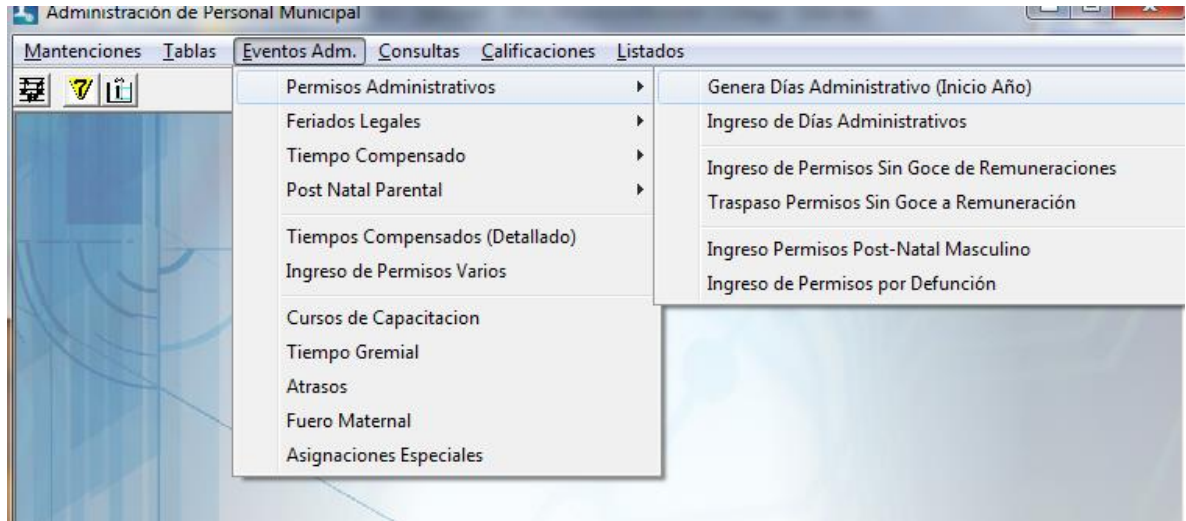 Administración de Personal Municipal
Mantenciones Tablas Eventos Adm. Consultas Calificaciones Listados
Permisos Administrativos
Feriados Legales
Tiempo Compensado
Post Natal Parental
Tiempos Compensados (Detallado)
Ingreso de Permisos Varios
Cursos de Capacitacion
Tiempo Gremial
Atrasos
Fuero Maternal
Asignaciones Especiales
Genera Días Administrativo (Inicio Año)
Ingreso de Días Administrativos
Ingreso de Permisos Sin Goce de Remuneraciones
Traspaso Permisos Sin Goce a Remuneración
Ingreso Permisos Post-Natal Masculino
Ingreso de Permisos por Defunción